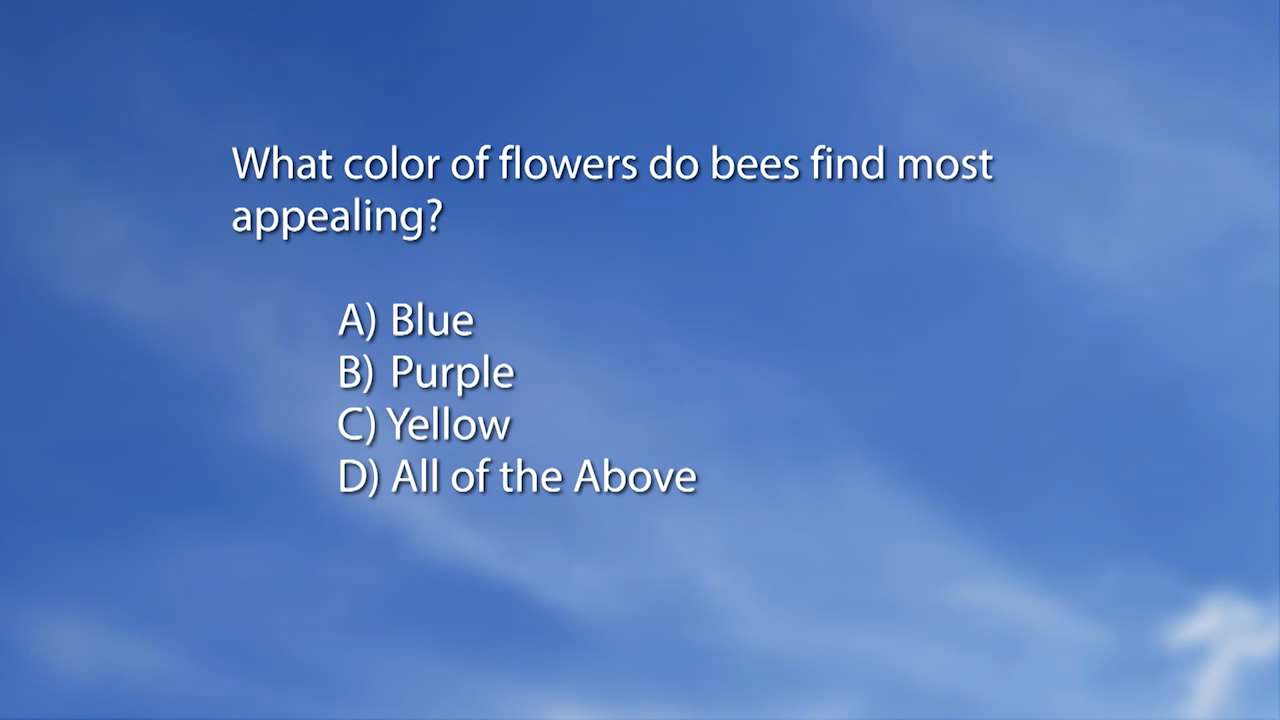 What color of flowers do bees find most
appealing?
A) Blue
B) Purple
C) Yellow
D) All of the Above